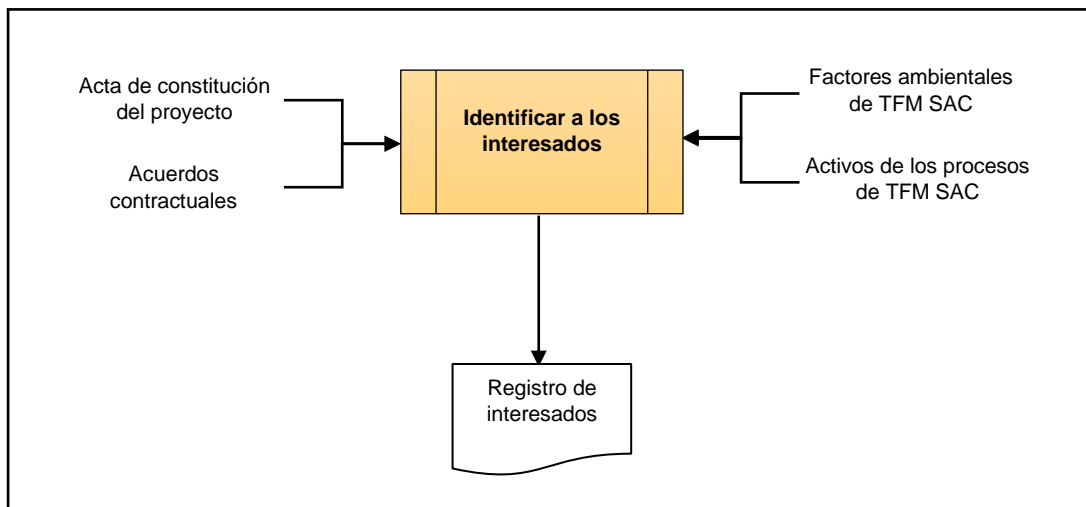 Acta de constitución
del proyecto
Acuerdos
contractuales
Identificar a los
interesados
Factores ambientales
de TFM SAC
Activos de los procesos
de TFM SAC
Registro de
interesados